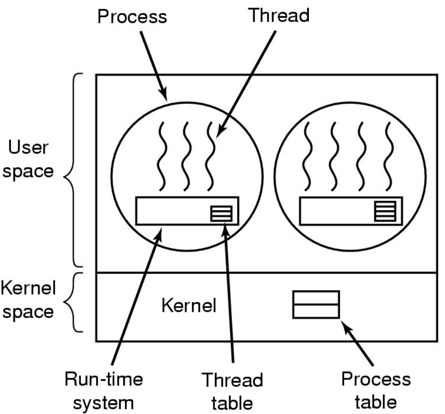 Process
Thread
User
space
Kernel
space
Kernel
Run-time
system
Thread
table
Process
table